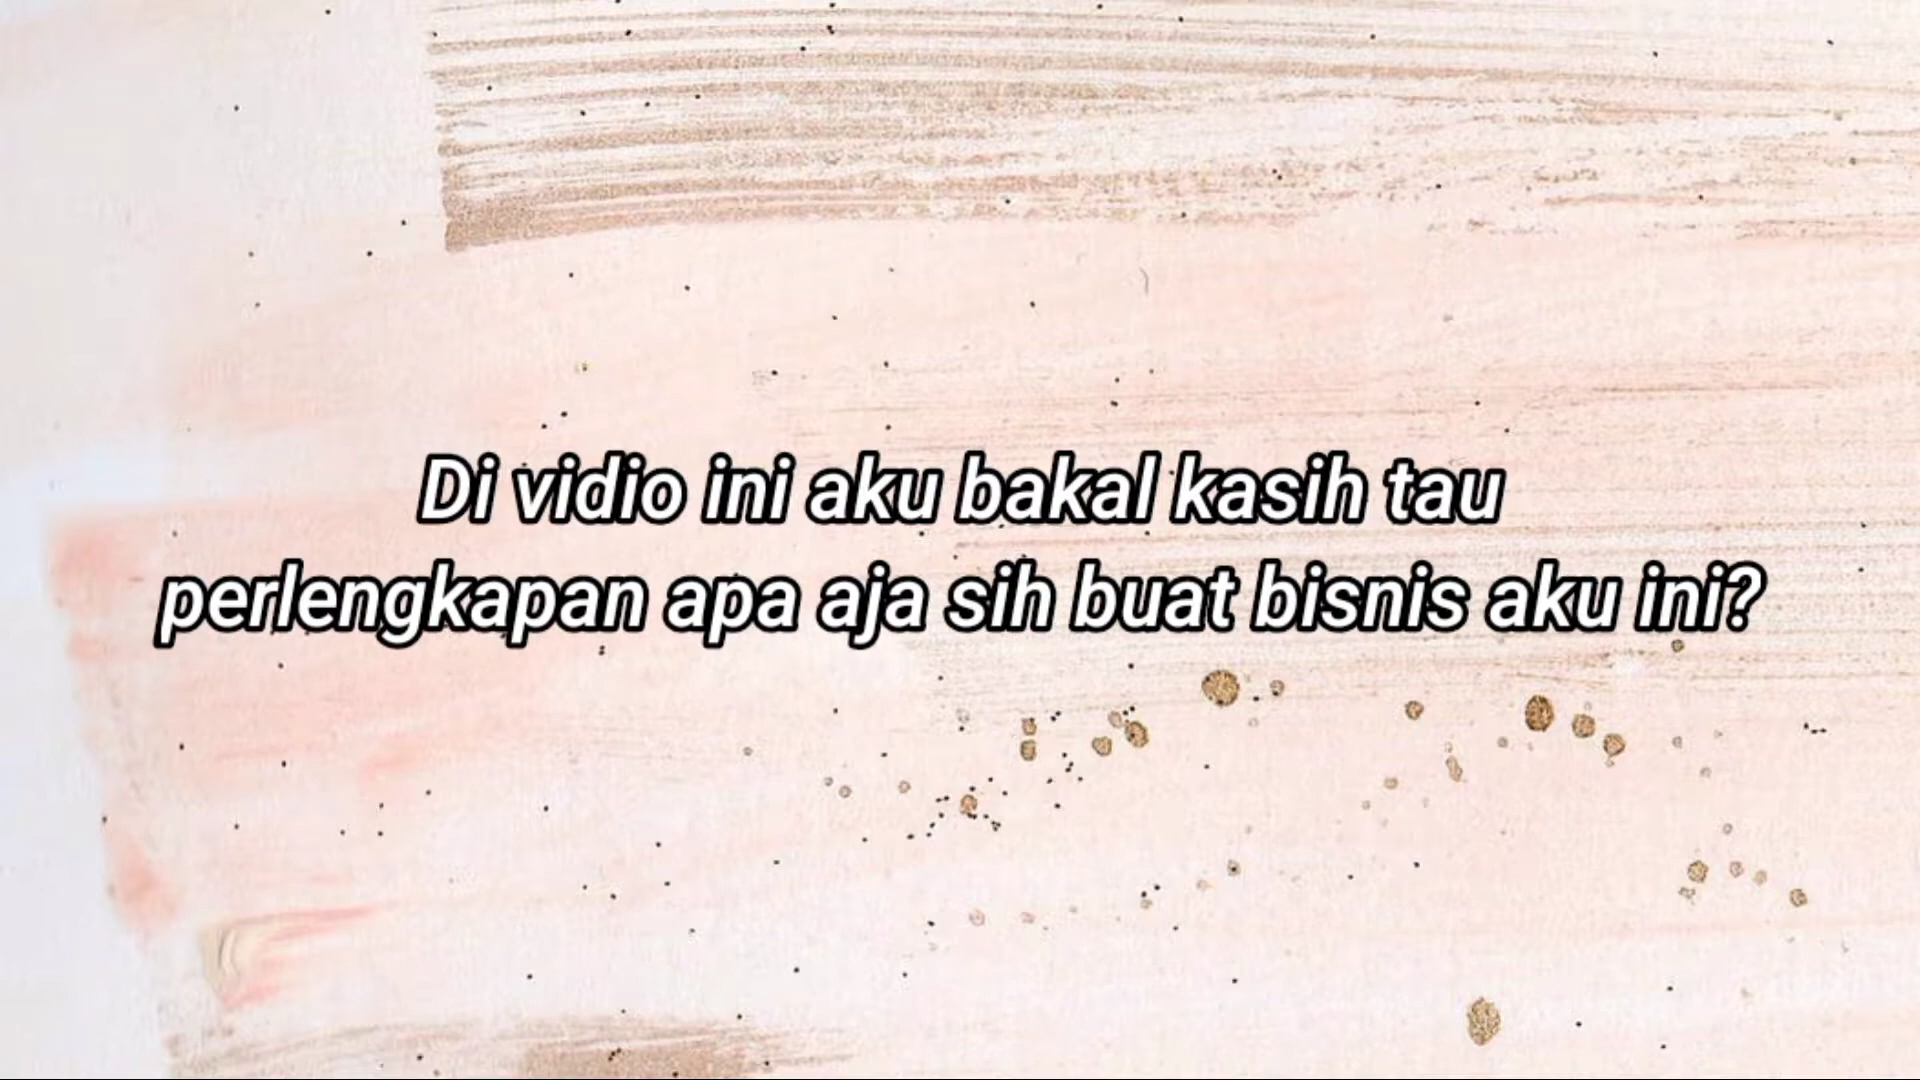 Di vidio ini aku bakal kasih tau
perlengkapan apa aja sih buat bisnis aku ini?